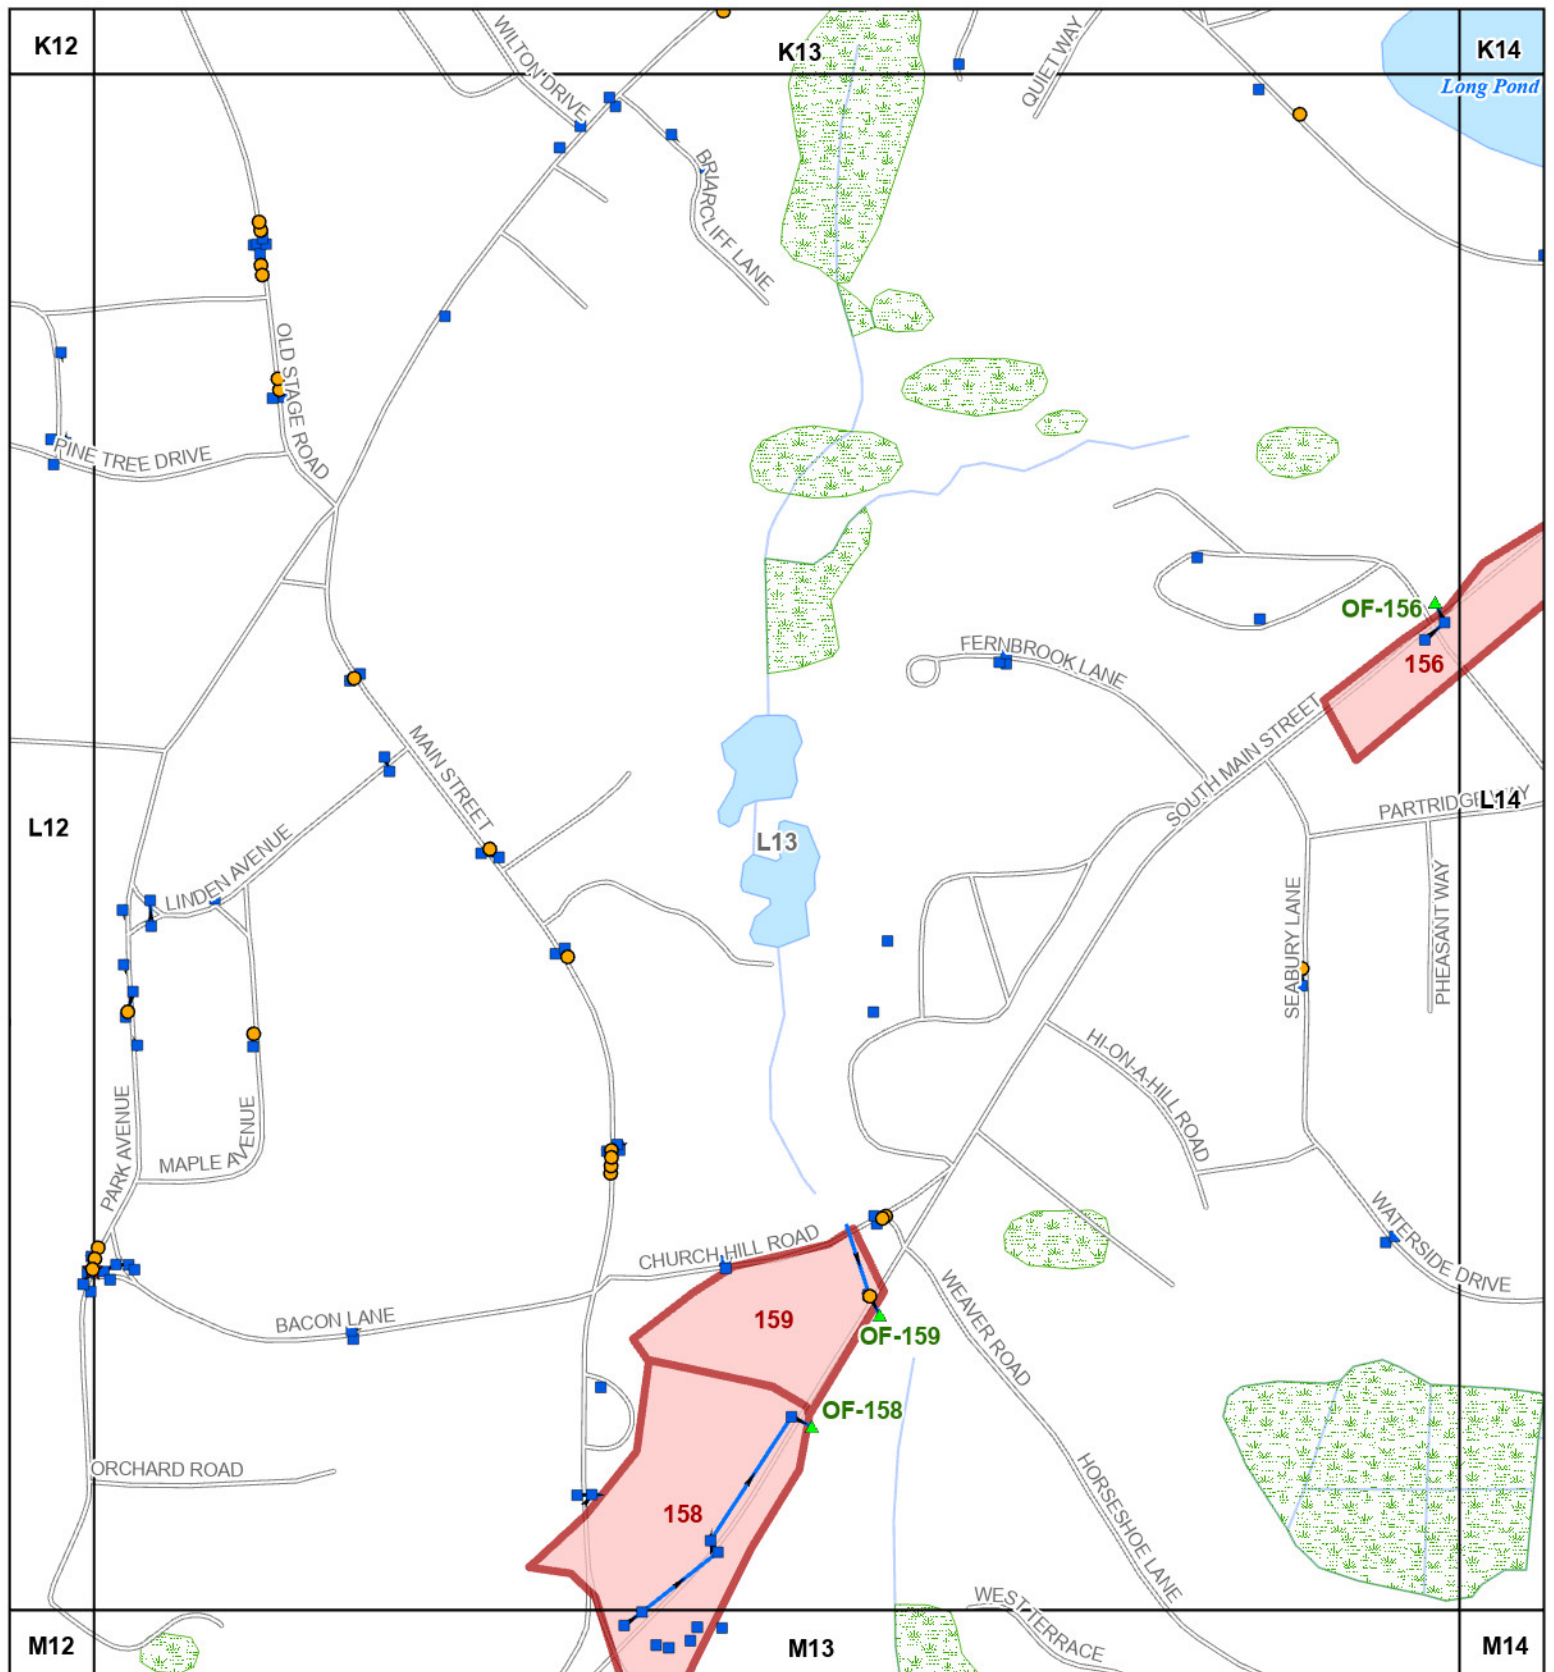 K12
K13
K14
Long Pond
WILTON DRIVE
QUIET WAY
BRIARCLIFF LANE
OLD STAGE ROAD
PINE TREE DRIVE
OF-156
156
FERNBROOK LANE
SOUTH MAIN STREET
MAIN STREET
PARTRIDGE WAY
L14
L12
L13
LINDEN AVENUE
SEABURY LANE
PHEASANT WAY
HI-ON-A-HILL ROAD
PARK AVENUE
MAPLE AVENUE
WATERSIDE DRIVE
CHURCH HILL ROAD
BACON LANE
159
OF-159
WEAVER ROAD
OF-158
ORCHARD ROAD
158
HORSESHOE LANE
WEST TERRACE
M12
M13
M14